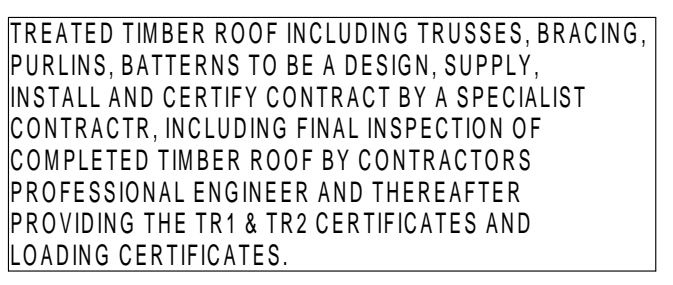 TREATED TIMBER ROOF INCLUDING TRUSSES, BRACING,
PURLINS, BATTERNS TO BE A DESIGN, SUPPLY,
INSTALL AND CERTIFY CONTRACT BY A SPECIALIST
CONTRACTR, INCLUDING FINAL INSPECTION OF
COMPLETED TIMBER ROOF BY CONTRACTORS
PROFESSIONAL ENGINEER AND THEREAFTER
PROVIDING THE TR1 & TR2 CERTIFICATES AND
LOADING CERTIFICATES.